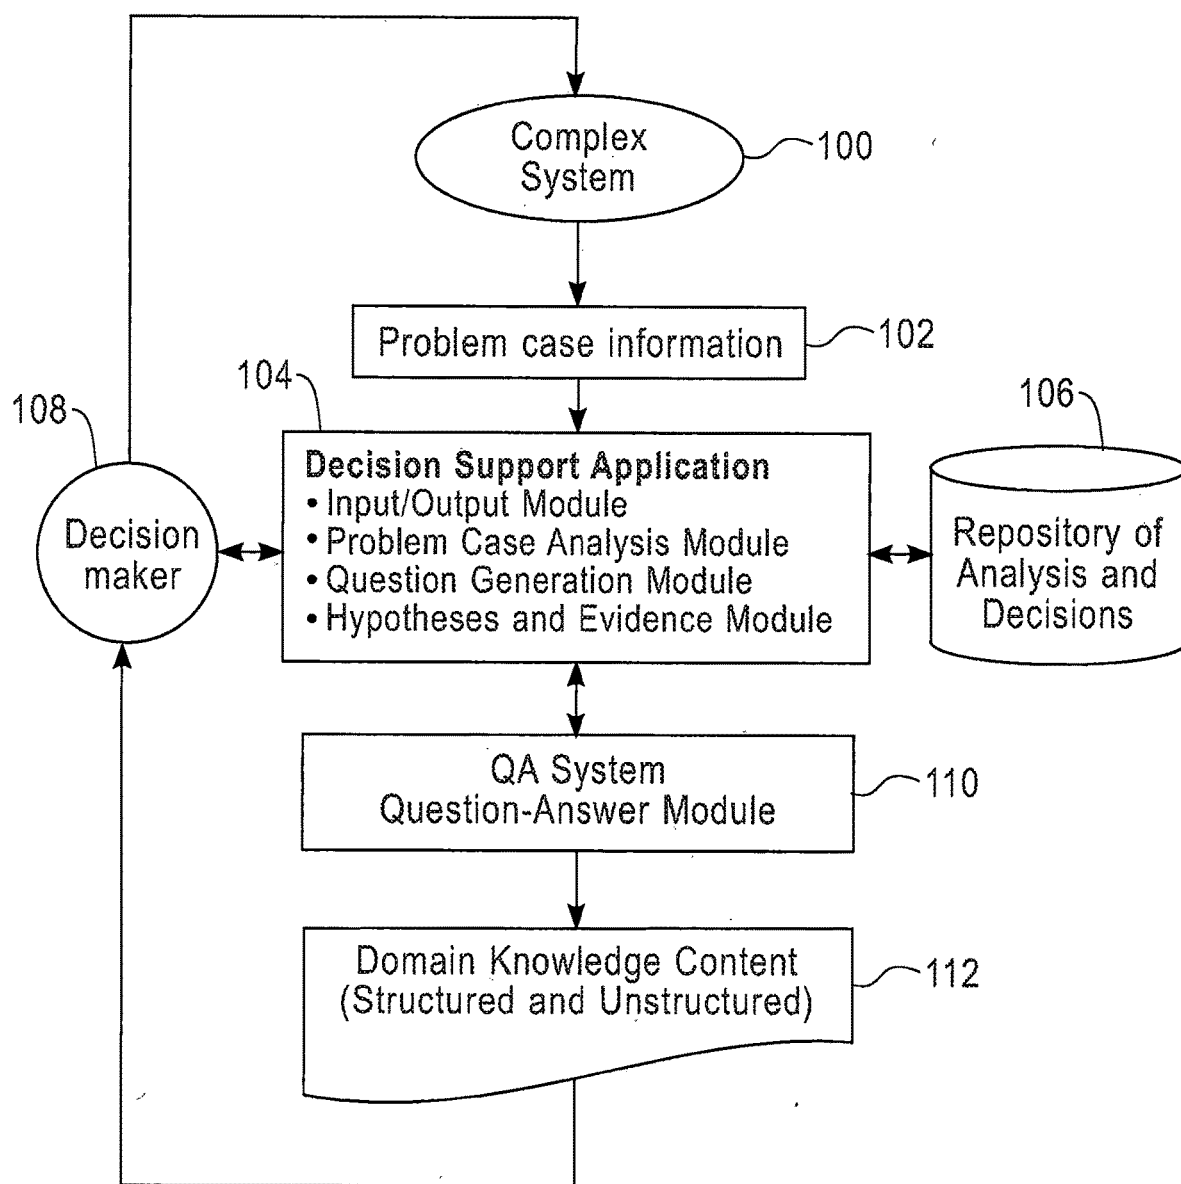 Complex
System
100
Problem case information
102
104
108
106
Decision Support Application
• Input/Output Module
• Problem Case Analysis Module
• Question Generation Module
• Hypotheses and Evidence Module
Decision
maker
Repository of
Analysis and
Decisions
QA System
Question-Answer Module
110
Domain Knowledge Content
(Structured and Unstructured)
112